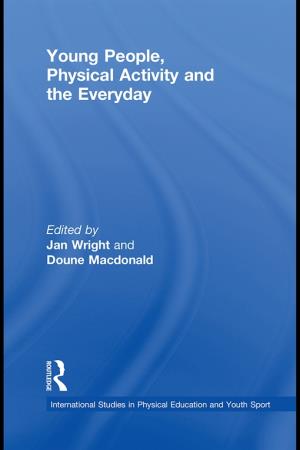 Young People,
Physical Activity and
the Everyday
Edited by
Jan Wright and
Doune Macdonald
ROUTLEDGE
International Studies in Physical Education and Youth Sport